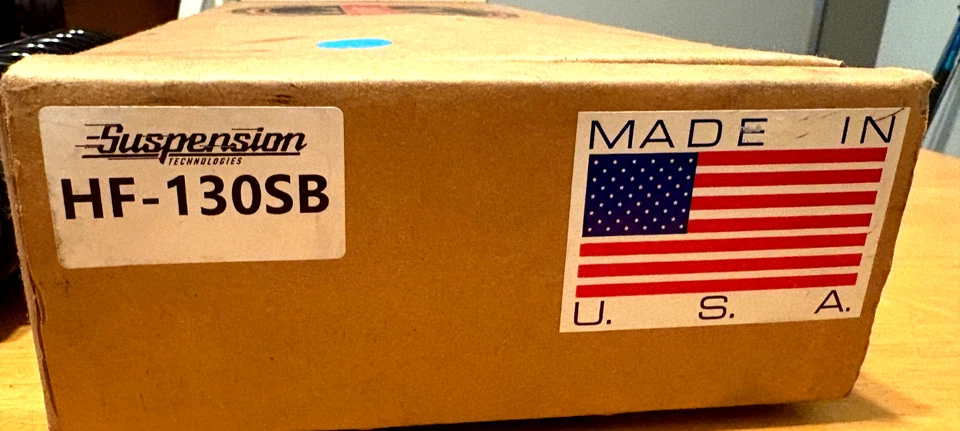 Suspension
TECHNOLOGIES
HF-130SB
MADE IN
U. S. A.